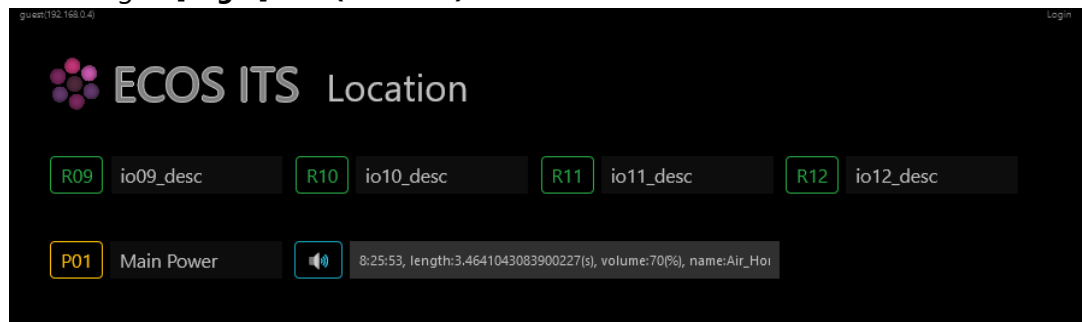 guest(192.168.0.4) Login
ECOS ITS Location
R09 io09_desc R10 io10_desc R11 io11_desc R12 io12_desc
P01 Main Power 8:25:53, length:3.4641043083900227(s), volume:70(%), name:Air_Hor